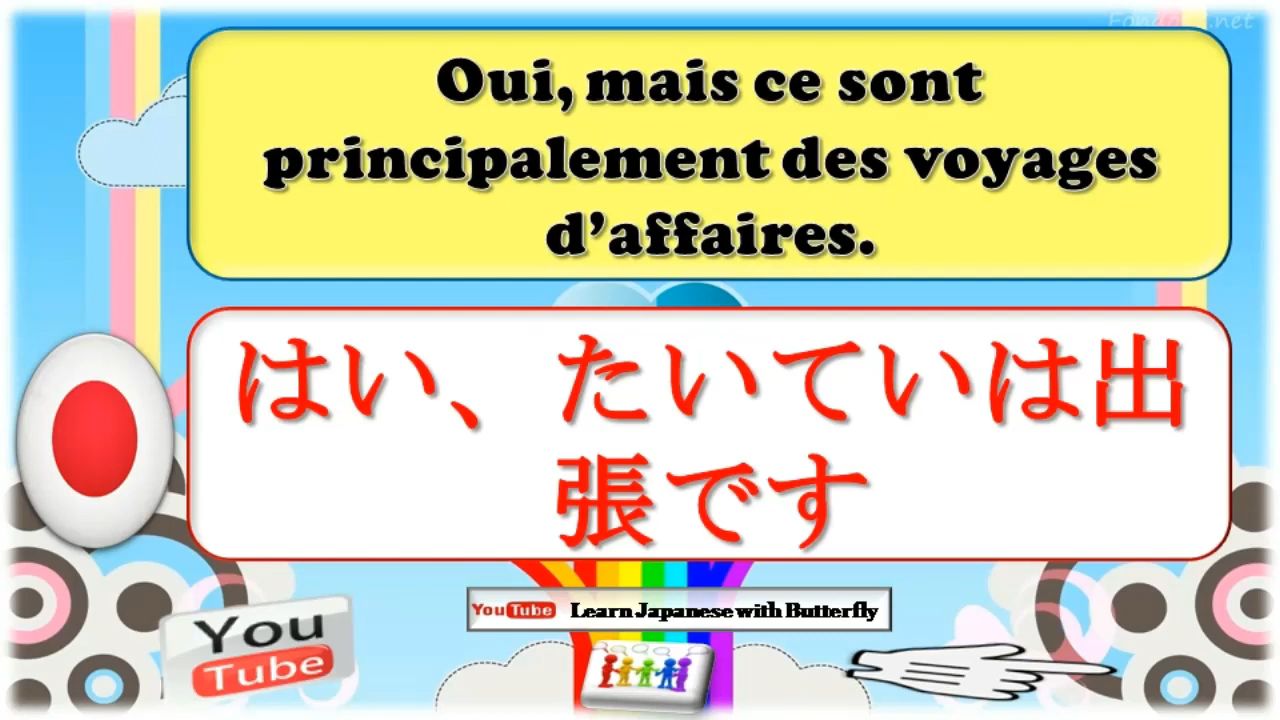 Oui, mais ce sont
principalement des voyages
d'affaires.
はい、たいていは出
張です
YouTube Learn Japanese with Butterfly
You
Tube